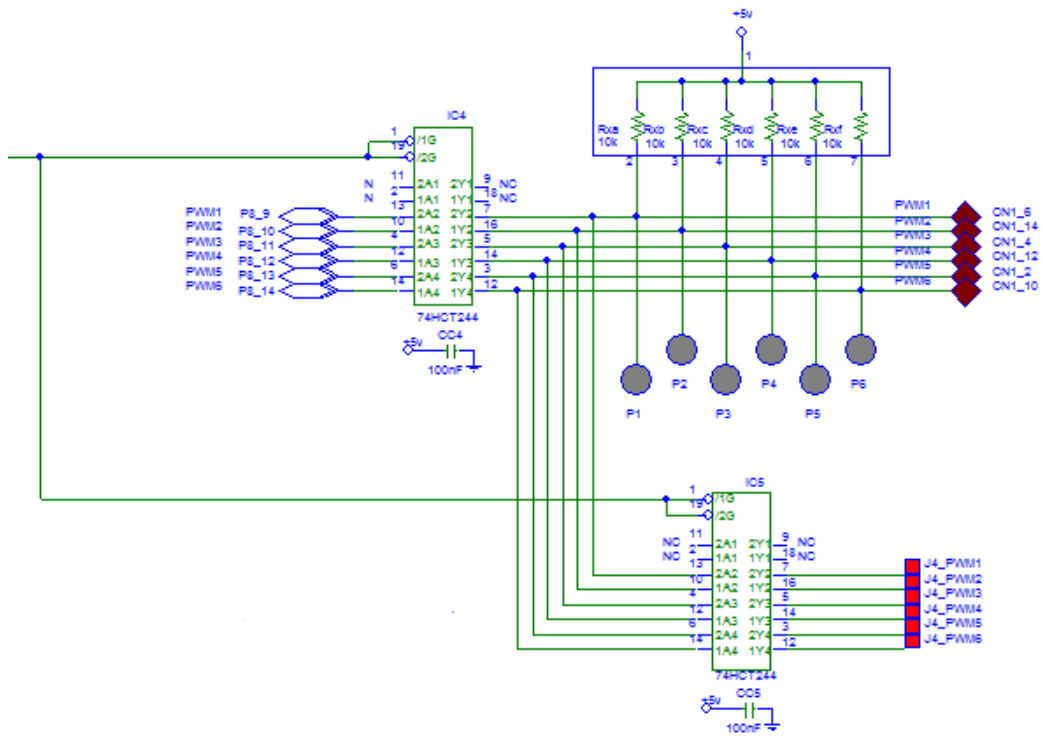 +5v
1
Rxa Rxb Rxc Rxd Rxe Rxf
10k 10k 10k 10k 10k 10k
2 3 4 5 6 7
IC4
1 /1G
19 /2G
N 11 2A1 2Y1 9 NC
N 2 1A1 1Y1 18 NC
PWM1 P8_9 13 2A2 2Y2 7 PWM1 CN1_6
PWM2 P8_10 10 1A2 1Y2 16 PWM2 CN1_14
PWM3 P8_11 4 2A3 2Y3 5 PWM3 CN1_4
PWM4 P8_12 12 1A3 1Y3 14 PWM4 CN1_12
PWM5 P8_13 6 2A4 2Y4 3 PWM5 CN1_2
PWM6 P8_14 14 1A4 1Y4 12 PWM6 CN1_10
74HCT244
CC4
+5v
100nF
P2 P4 P6
P1 P3 P5
IC5
1 /1G
19 /2G
NC 11 2A1 2Y1 9 NC
NC 2 1A1 1Y1 18 NC
13 2A2 2Y2 7 J4_PWM1
10 1A2 1Y2 16 J4_PWM2
4 2A3 2Y3 5 J4_PWM3
12 1A3 1Y3 14 J4_PWM4
6 2A4 2Y4 3 J4_PWM5
14 1A4 1Y4 12 J4_PWM6
74HCT244
CC5
+5v
100nF